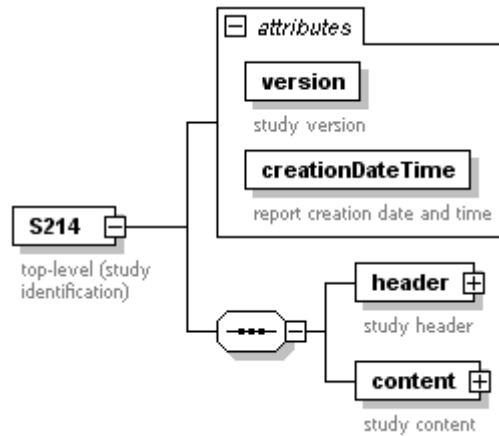 attributes
version
study version
creationDateTime
report creation date and time
S214
top-level (study
identification)
header
study header
content
study content